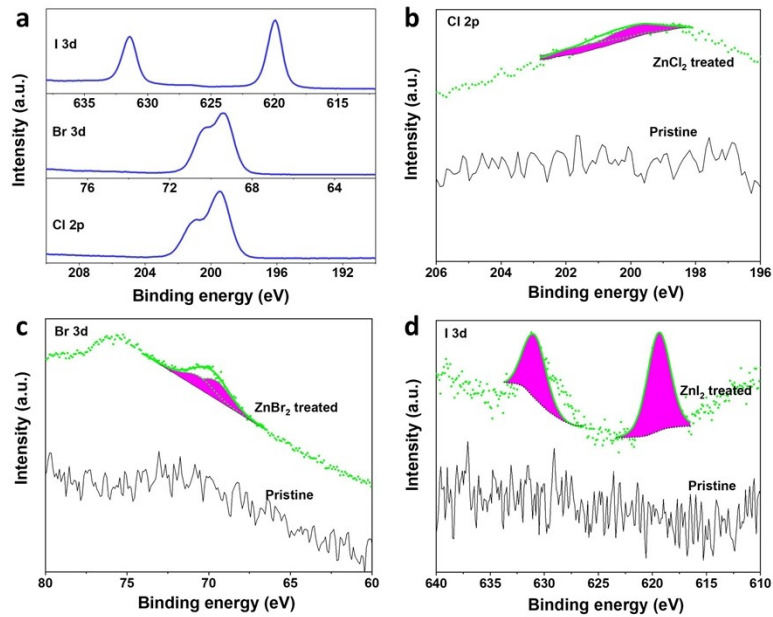 a
I 3d
635 630 625 620 615
Br 3d
76 72 68 64
Cl 2p
208 204 200 196 192
Binding energy (eV)
Intensity (a.u.)
b
Cl 2p
ZnCl₂ treated
Pristine
206 204 202 200 198 196
Binding energy (eV)
Intensity (a.u.)
c
Br 3d
ZnBr₂ treated
Pristine
80 75 70 65 60
Binding energy (eV)
Intensity (a.u.)
d
I 3d
ZnI₂ treated
Pristine
640 635 630 625 620 615 610
Binding energy (eV)
Intensity (a.u.)